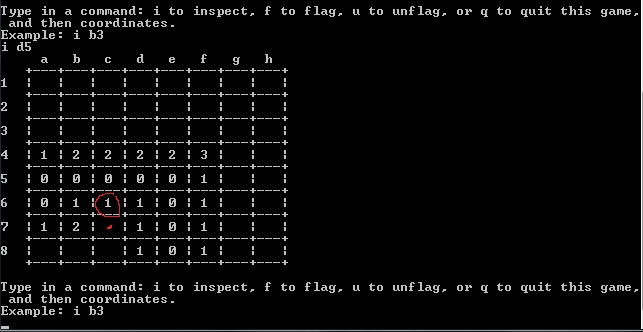 Type in a command: i to inspect, f to flag, u to unflag, or q to quit this game,
and then coordinates.
Example: i b3
i d5
a b c d e f g h
1
2
3
4 1 2 2 2 2 3
5 0 0 0 0 0 1
6 0 1 1 1 0 1
7 1 2 1 0 1
8 1 0 1
Type in a command: i to inspect, f to flag, u to unflag, or q to quit this game,
and then coordinates.
Example: i b3